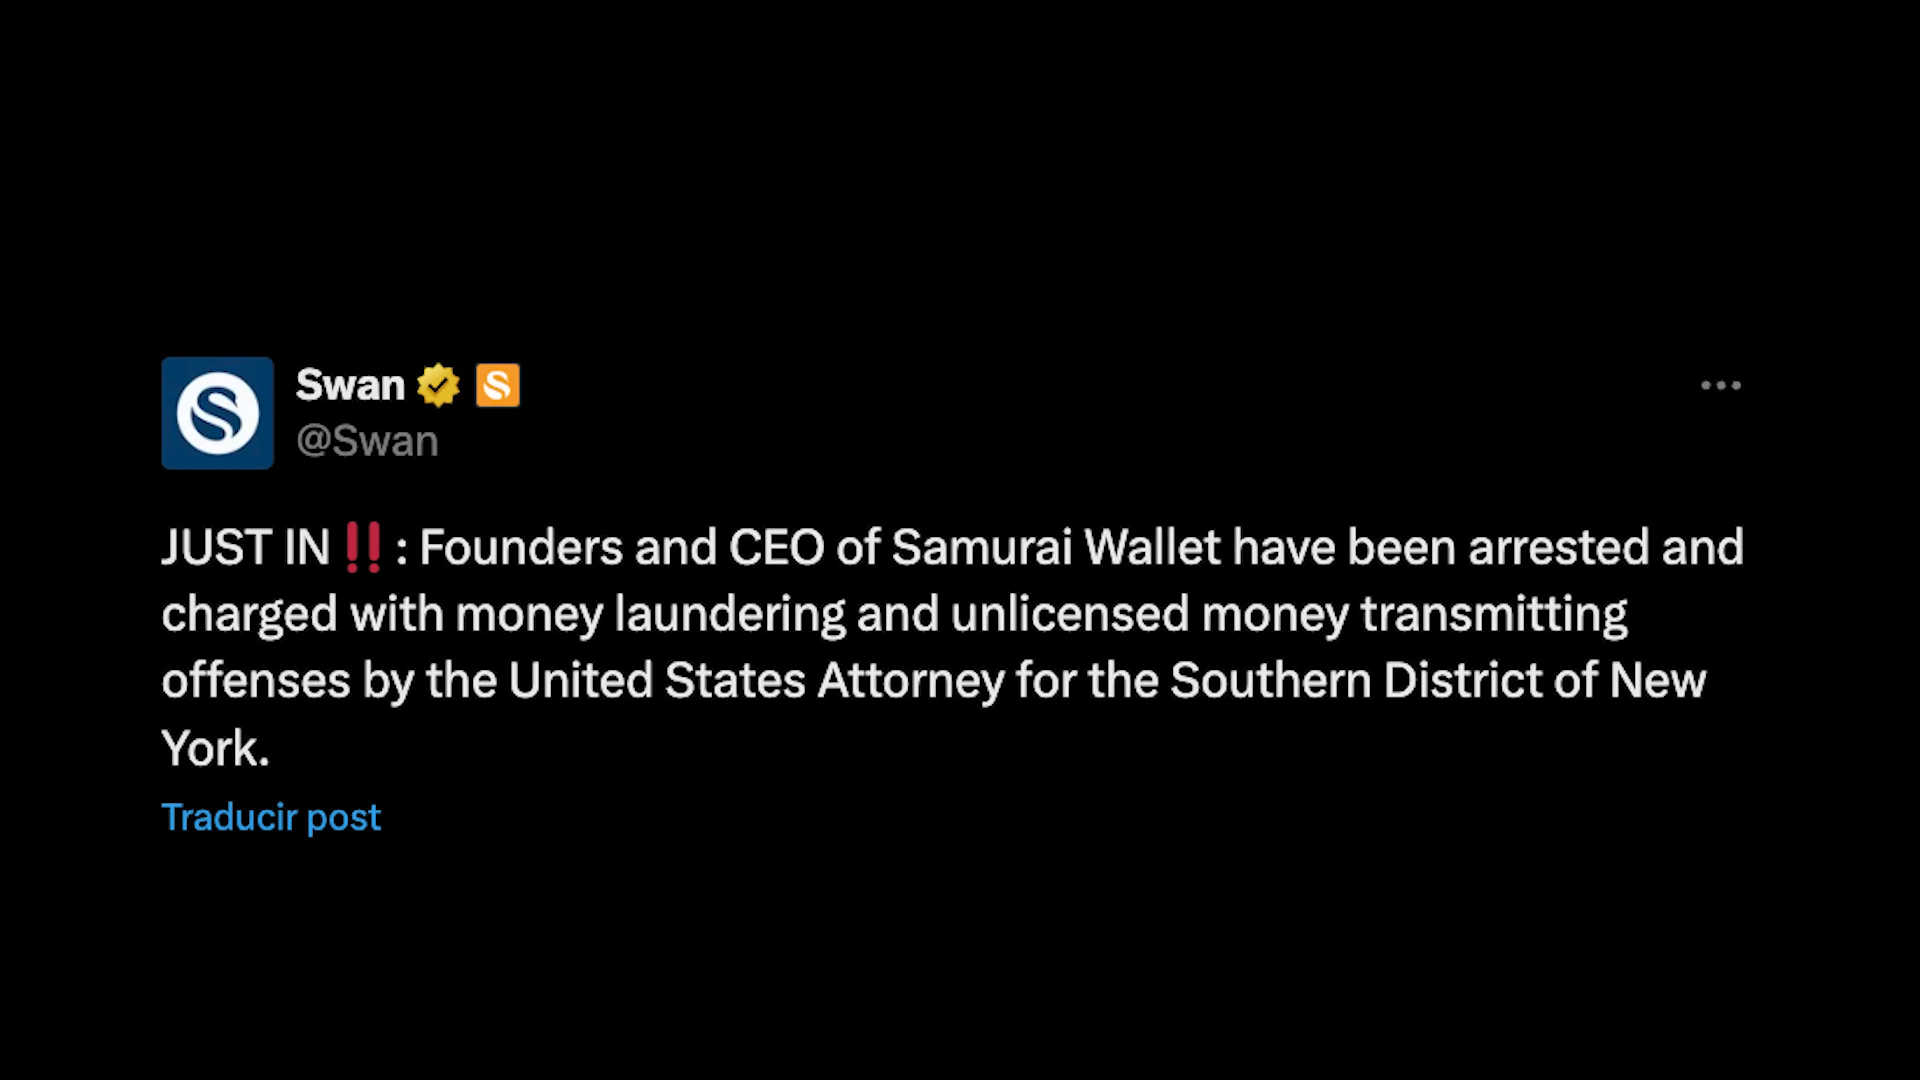 Swan
@Swan
JUST IN‼️: Founders and CEO of Samurai Wallet have been arrested and
charged with money laundering and unlicensed money transmitting
offenses by the United States Attorney for the Southern District of New
York.
Traducir post